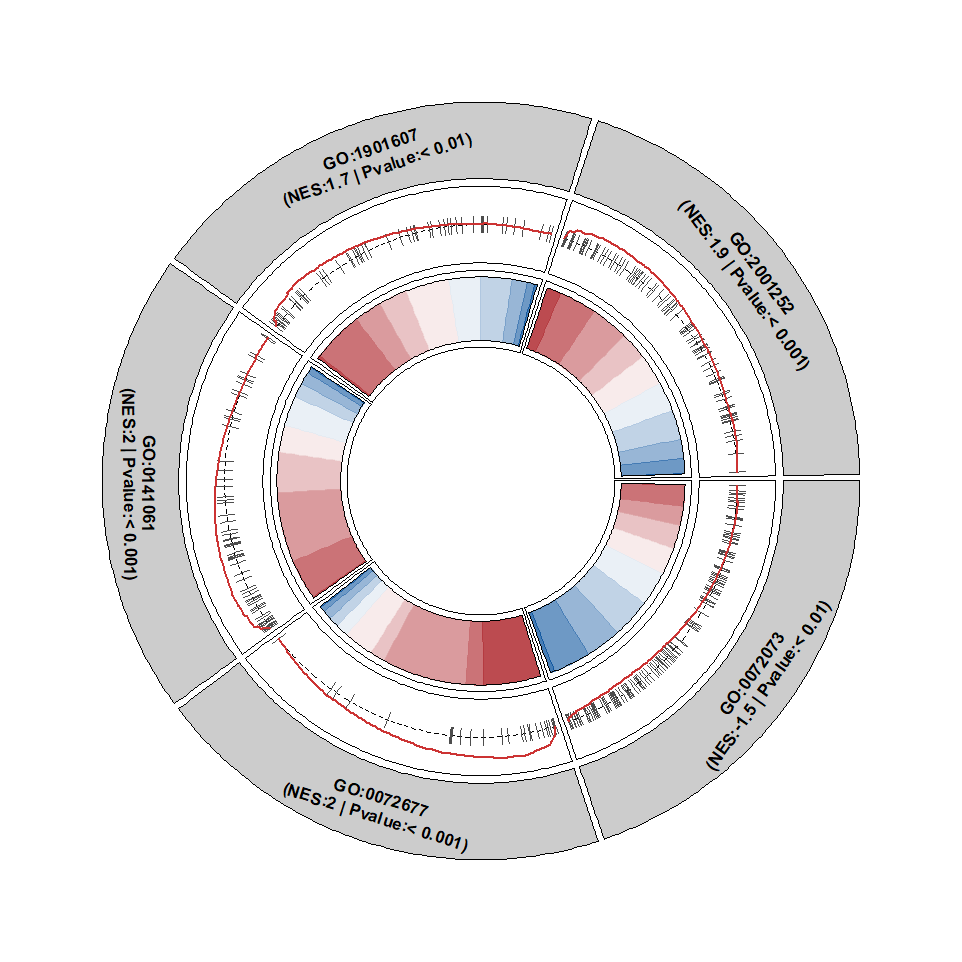 GO:1901607
(NES:1.7 | Pvalue:< 0.01)
GO:2001252
(NES:1.9 | Pvalue:< 0.001)
GO:0141061
(NES:2 | Pvalue:< 0.001)
GO:0072073
(NES:-1.5 | Pvalue:< 0.01)
GO:0072677
(NES:2 | Pvalue:< 0.001)